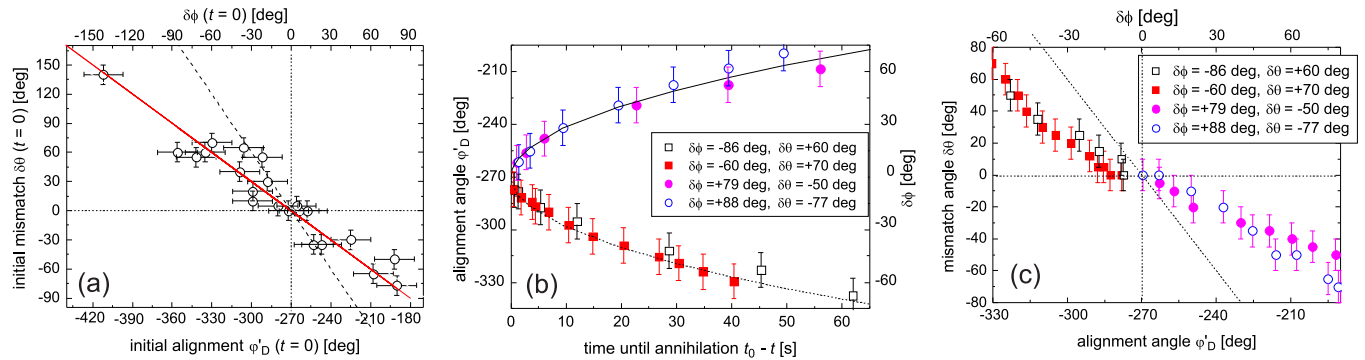 δϕ (t = 0) [deg]
-150 -120 -90 -60 -30 0 30 60 90
initial mismatch δθ (t = 0) [deg]
150
120
90
60
30
0
-30
-60
-90
(a)
-420 -390 -360 -330 -300 -270 -240 -210 -180
initial alignment φ'D (t = 0) [deg]
alignment angle φ'D [deg]
-210
-240
-270
-300
-330
60
30
0
-30
-60
δϕ [deg]
δϕ = -86 deg, δθ=+60 deg
δϕ = -60 deg, δθ=+70 deg
δϕ =+79 deg, δθ= -50 deg
δϕ =+88 deg, δθ= -77 deg
(b)
0 10 20 30 40 50 60
time until annihilation t0 - t [s]
δϕ [deg]
-60 -30 0 30 60
mismatch angle δθ [deg]
80
60
40
20
0
-20
-40
-60
-80
δϕ = -86 deg, δθ=+60 deg
δϕ = -60 deg, δθ=+70 deg
δϕ =+79 deg, δθ= -50 deg
δϕ =+88 deg, δθ= -77 deg
(c)
-330 -300 -270 -240 -210
alignment angle φ'D [deg]